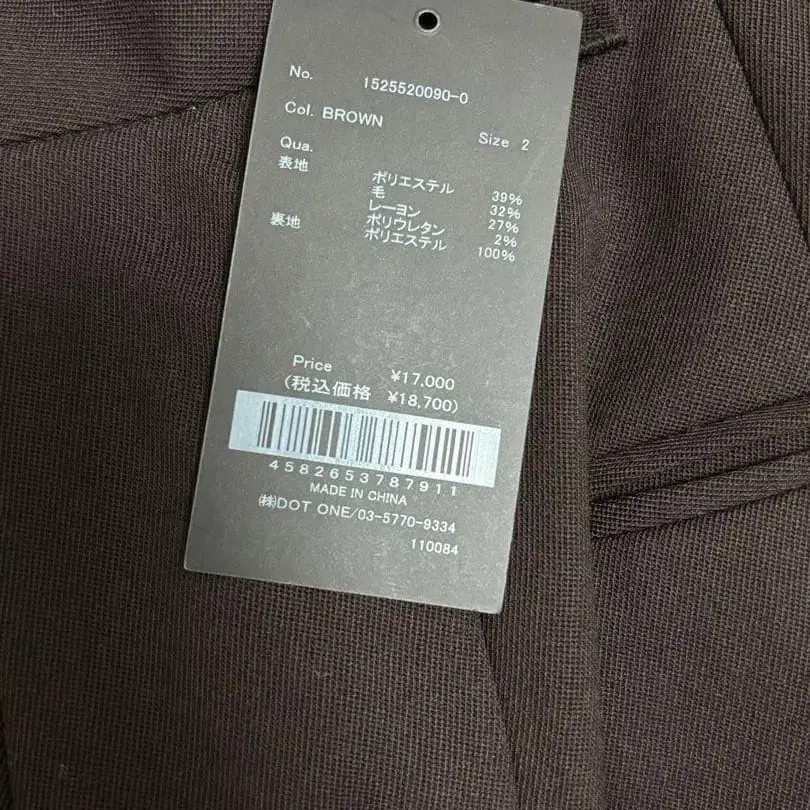 No. 1525520090-0
Col. BROWN Size 2
Qua.
表地 ポリエステル 39%
毛 32%
レーヨン 27%
ポリウレタン 2%
裏地 ポリエステル 100%
Price ¥17,000
(税込価格 ¥18,700)
4582653787911
MADE IN CHINA
㈱DOT ONE/03-5770-9334
110084